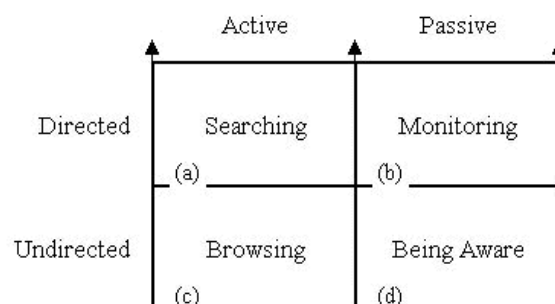 Active Passive
Directed Searching Monitoring
(a) (b)
Undirected Browsing Being Aware
(c) (d)